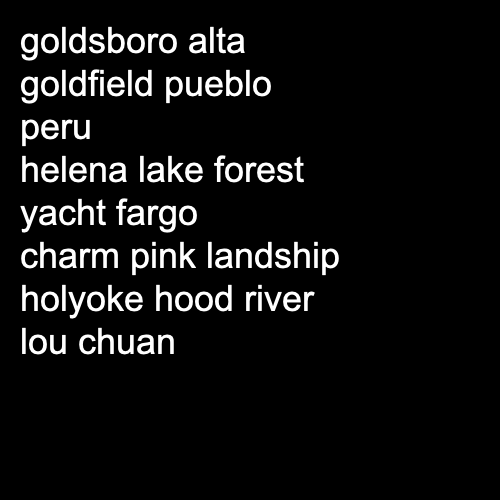 goldsboro alta
goldfield pueblo
peru
helena lake forest
yacht fargo
charm pink landship
holyoke hood river
lou chuan